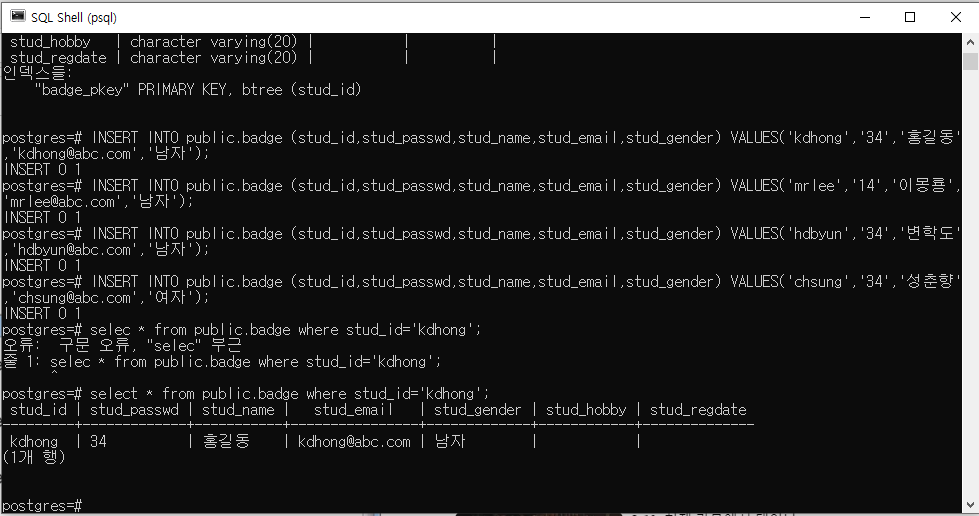 SQL Shell (psql)
stud_hobby | character varying(20) | | |
stud_regdate | character varying(20) | | |
인덱스들:
"badge_pkey" PRIMARY KEY, btree (stud_id)
postgres=# INSERT INTO public.badge (stud_id,stud_passwd,stud_name,stud_email,stud_gender) VALUES('kdhong','34','홍길동'
,'kdhong@abc.com','남자');
INSERT 0 1
postgres=# INSERT INTO public.badge (stud_id,stud_passwd,stud_name,stud_email,stud_gender) VALUES('mrlee','14','이몽룡',
'mrlee@abc.com','남자');
INSERT 0 1
postgres=# INSERT INTO public.badge (stud_id,stud_passwd,stud_name,stud_email,stud_gender) VALUES('hdbyun','34','변학도'
,'hdbyun@abc.com','남자');
INSERT 0 1
postgres=# INSERT INTO public.badge (stud_id,stud_passwd,stud_name,stud_email,stud_gender) VALUES('chsung','34','성춘향'
,'chsung@abc.com','여자');
INSERT 0 1
postgres=# selec * from public.badge where stud_id='kdhong';
오류:  구문 오류, "selec" 부근
줄 1: selec * from public.badge where stud_id='kdhong';
^
postgres=# select * from public.badge where stud_id='kdhong';
stud_id | stud_passwd | stud_name | stud_email | stud_gender | stud_hobby | stud_regdate
---------+-------------+-----------+----------------+-------------+------------+--------------
kdhong | 34 | 홍길동 | kdhong@abc.com | 남자 | |
(1개 행)
postgres=#